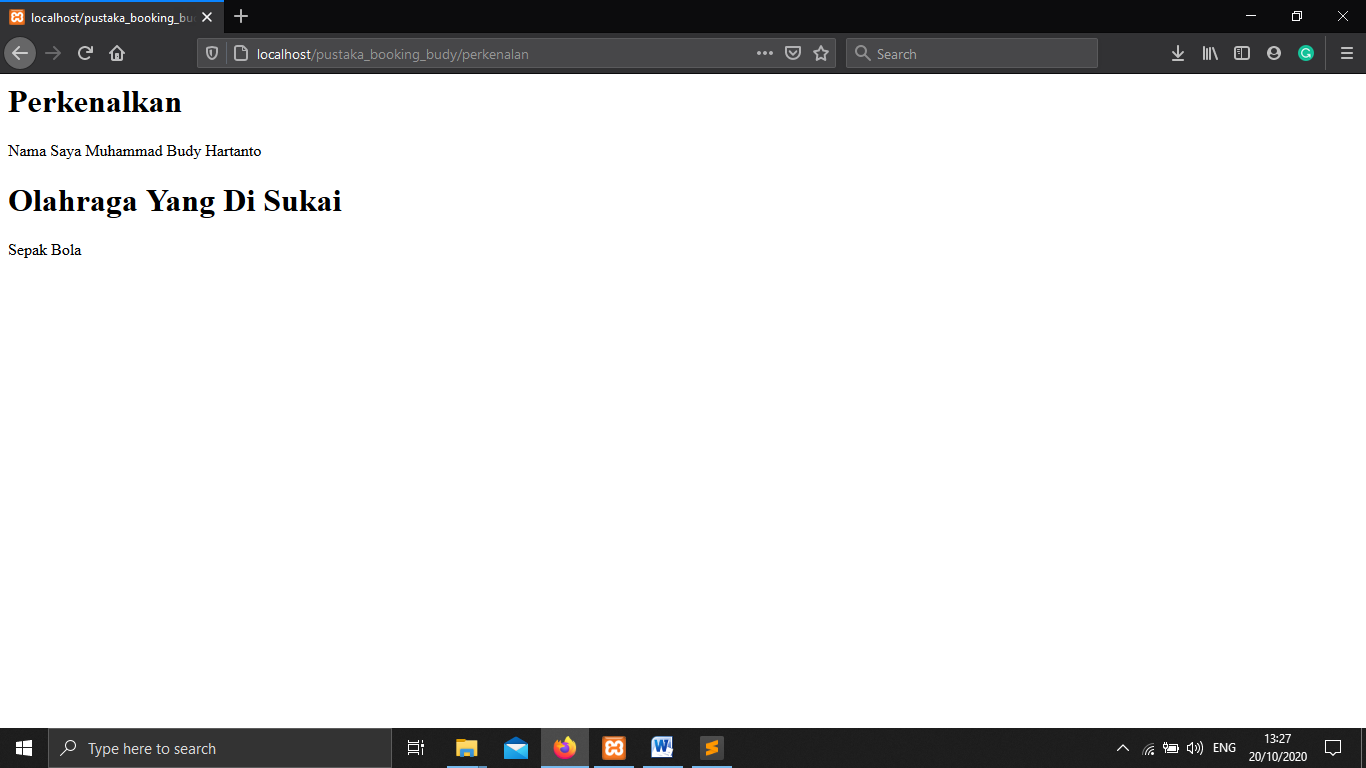 localhost/pustaka_booking_bu
localhost/pustaka_booking_budy/perkenalan
Search
Perkenalkan
Nama Saya Muhammad Budy Hartanto
Olahraga Yang Di Sukai
Sepak Bola
Type here to search
ENG
13:27
20/10/2020